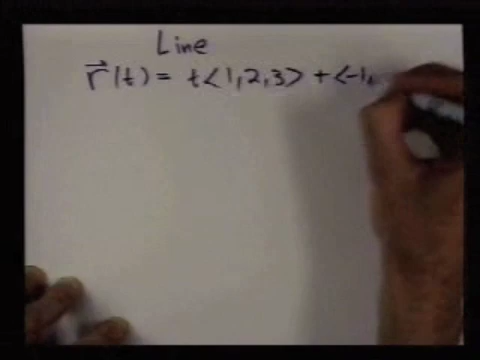 Line
r⃗(t) = t<1,2,3> + <-1,